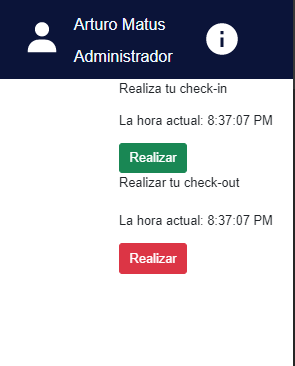 Arturo Matus
Administrador
Realiza tu check-in
La hora actual: 8:37:07 PM
Realizar
Realizar tu check-out
La hora actual: 8:37:07 PM
Realizar